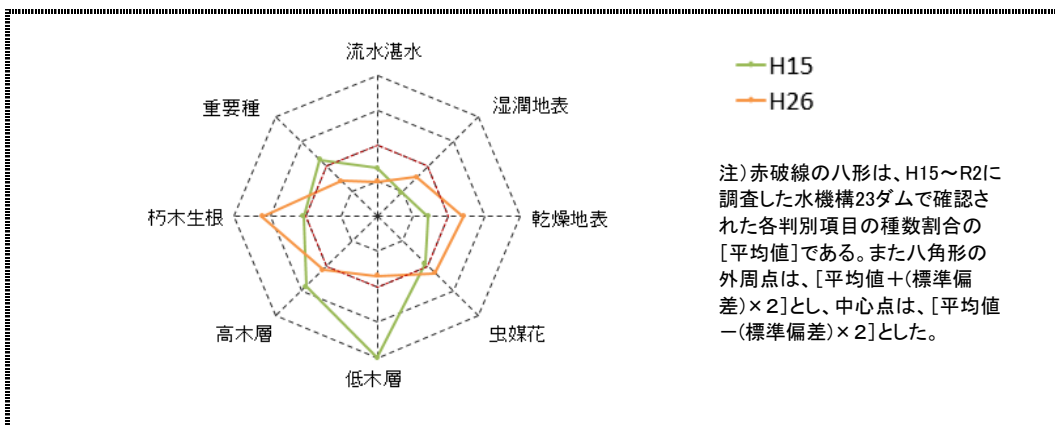 流水湛水
湿潤地表
乾燥地表
虫媒花
低木層
高木層
朽木生根
重要種
H15
H26
注）赤破線の八形は、H15～R2に
調査した水機構23ダムで確認さ
れた各判別項目の種数割合の
［平均値］である。また八角形の
外周点は、［平均値＋(標準偏
差)×２］とし、中心点は、［平均値
－(標準偏差)×２］とした。